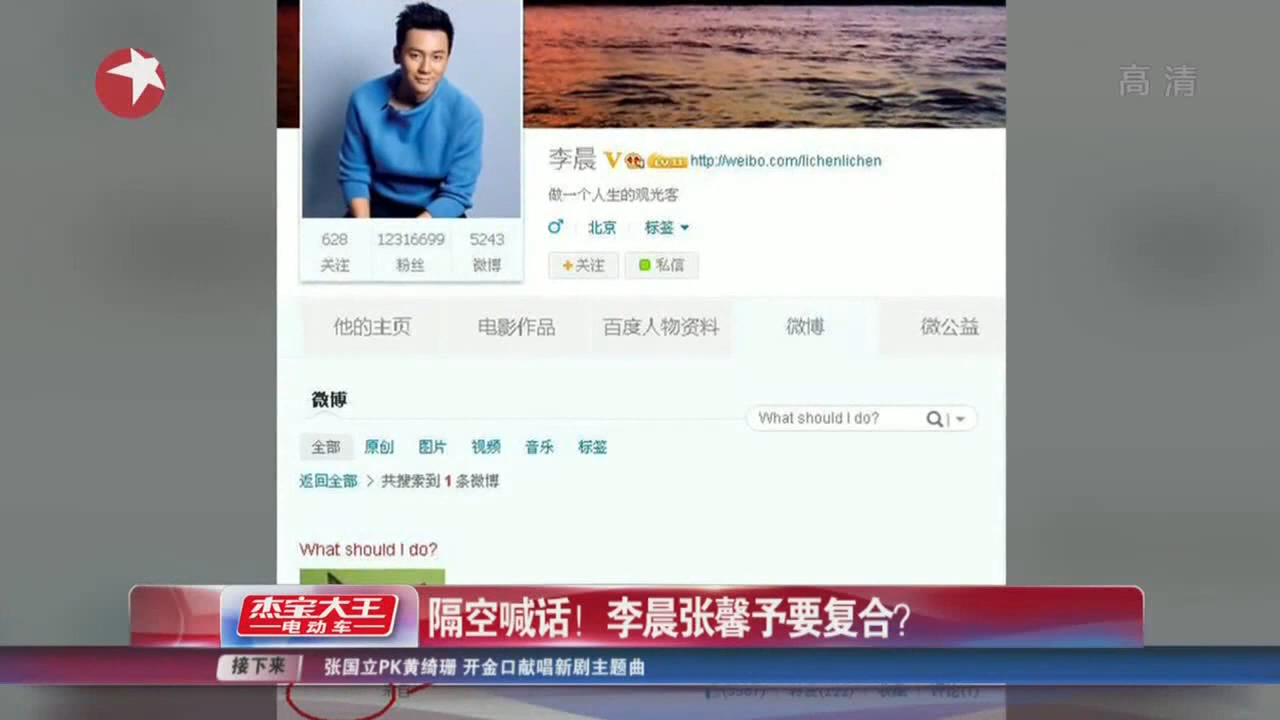 高清
李晨 V http://weibo.com/lichenlichen
做一个人生的观光客
♂ 北京 标签
628 12316699 5243
关注 粉丝 微博
+关注 私信
他的主页 电影作品 百度人物资料 微博 微公益
微博
What should I do?
全部 原创 图片 视频 音乐 标签
返回全部 > 共搜索到 1 条微博
What should I do?
杰宝大王
电动车
隔空喊话！李晨张馨予要复合？
接下来 张国立PK黄绮珊 开金口献唱新剧主题曲